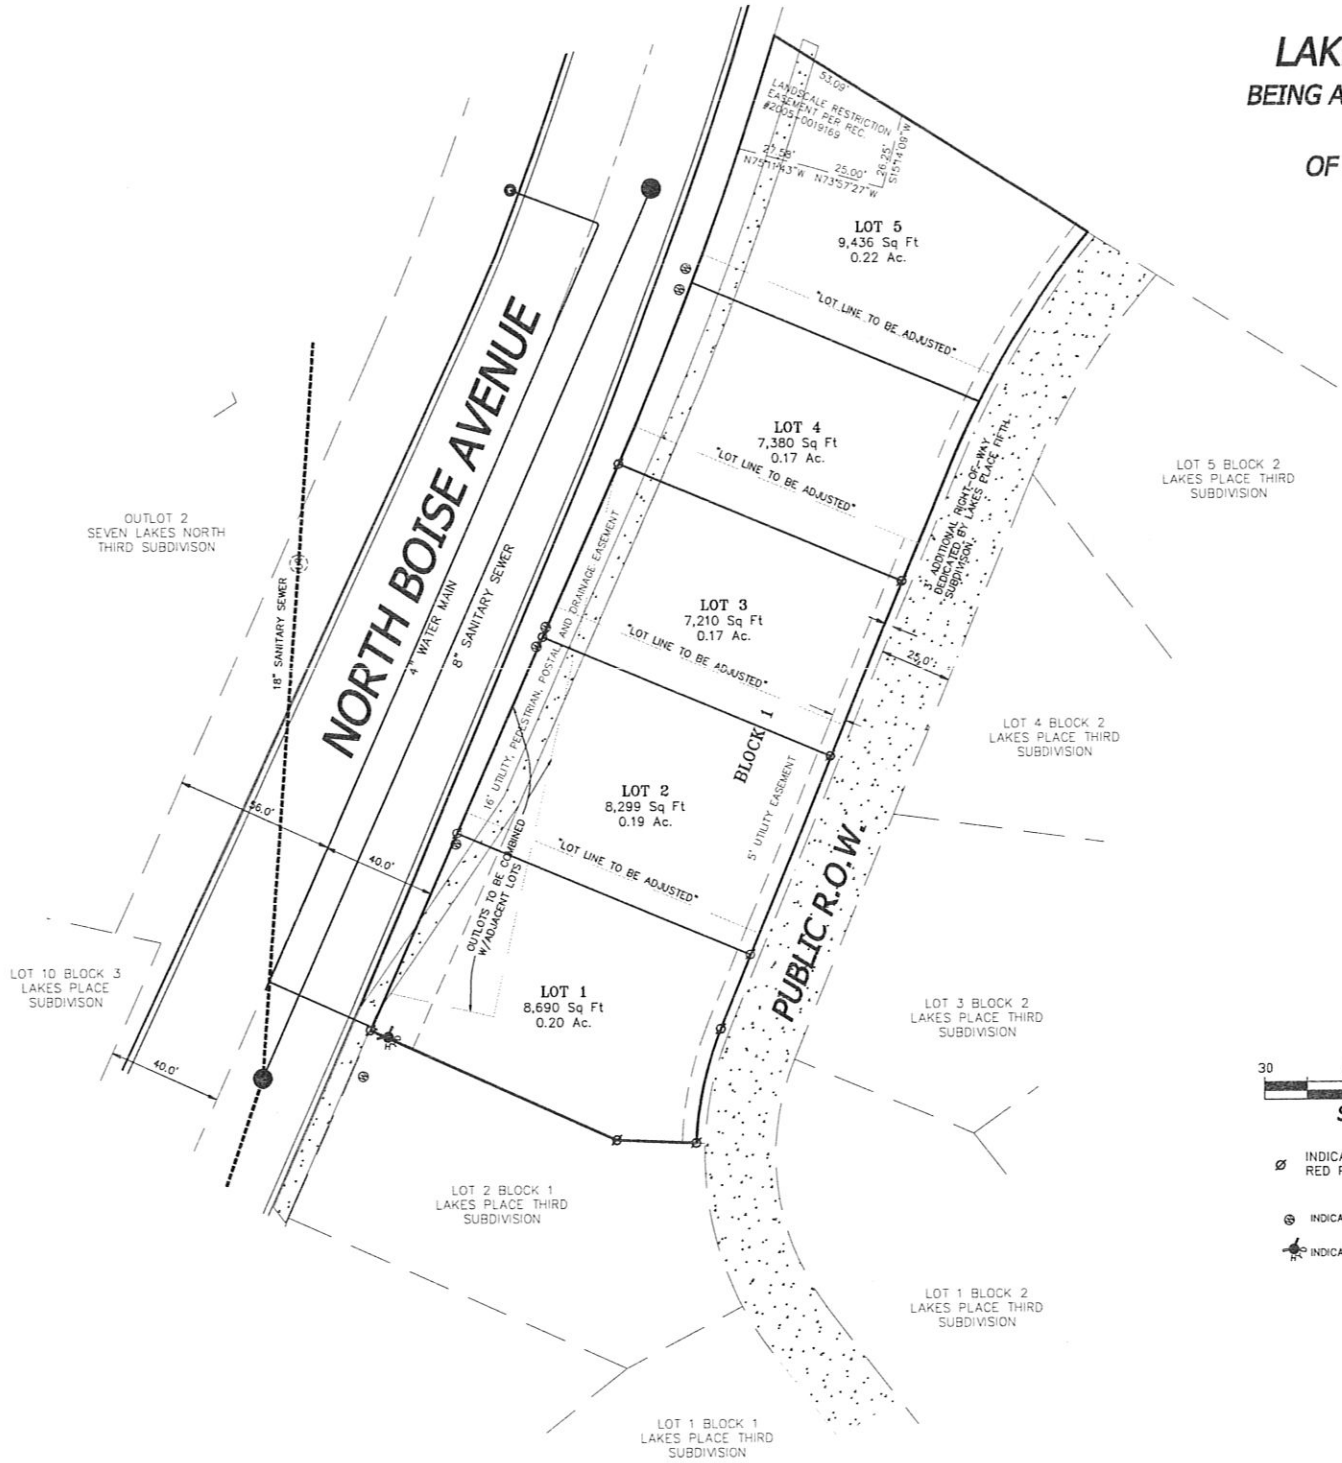 LAK
BEING A
OF
53.09'
LANDSCALE RESTRICTION
EASEMENT PER REC.
#2005-0019169
27.58'
N75°11'43"W
25.00'
N73°57'27"W
26.25'
S15°14'09"W
LOT 5
9,436 Sq Ft
0.22 Ac.
"LOT LINE TO BE ADJUSTED"
LOT 4
7,380 Sq Ft
0.17 Ac.
"LOT LINE TO BE ADJUSTED"
3' ADDITIONAL RIGHT-OF-WAY
DEDICATED BY LAKES PLACE FIFTH
SUBDIVISON
LOT 5 BLOCK 2
LAKES PLACE THIRD
SUBDIVISION
OUTLOT 2
SEVEN LAKES NORTH
THIRD SUBDIVISON
18" SANITARY SEWER
NORTH BOISE AVENUE
4" WATER MAIN
8" SANITARY SEWER
16' UTILITY, PEDESTRIAN, POSTAL, AND DRAINAGE EASEMENT
LOT 3
7,210 Sq Ft
0.17 Ac.
"LOT LINE TO BE ADJUSTED"
25.0'
LOT 4 BLOCK 2
LAKES PLACE THIRD
SUBDIVISION
BLOCK 1
LOT 2
8,299 Sq Ft
0.19 Ac.
"LOT LINE TO BE ADJUSTED"
5' UTILITY EASEMENT
PUBLIC R.O.W.
40.0'
OUTLOTS TO BE COMBINED
W/ADJACENT LOTS
LOT 10 BLOCK 3
LAKES PLACE
SUBDIVISON
40.0'
LOT 1
8,690 Sq Ft
0.20 Ac.
LOT 3 BLOCK 2
LAKES PLACE THIRD
SUBDIVISION
30
S
INDICA
RED P
INDICA
INDICA
LOT 2 BLOCK 1
LAKES PLACE THIRD
SUBDIVISION
LOT 1 BLOCK 2
LAKES PLACE THIRD
SUBDIVISION
LOT 1 BLOCK 1
LAKES PLACE THIRD
SUBDIVISION